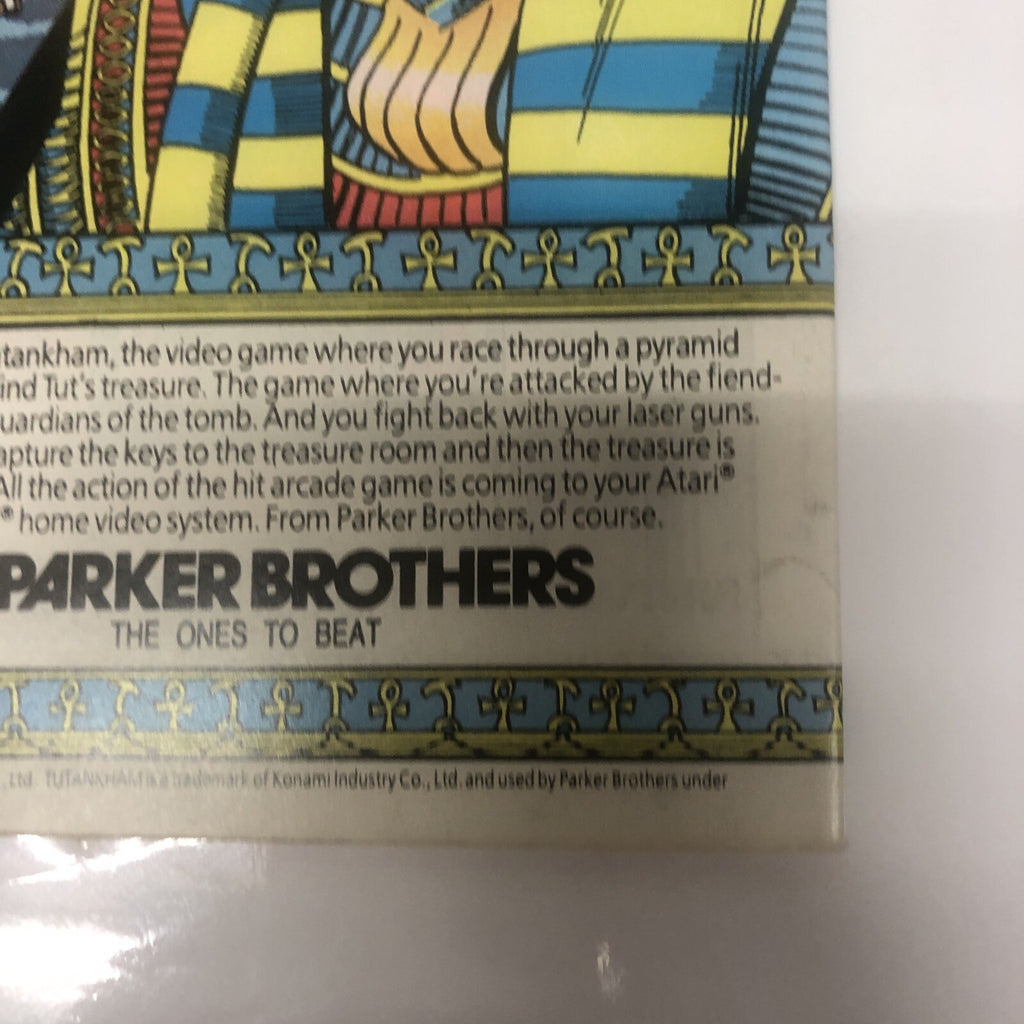 tankham, the video game where you race through a pyramid
ind Tut's treasure. The game where you're attacked by the fiend-
uardians of the tomb. And you fight back with your laser guns.
apture the keys to the treasure room and then the treasure is
All the action of the hit arcade game is coming to your Atari®
® home video system. From Parker Brothers, of course.
PARKER BROTHERS
THE ONES TO BEAT
, Ltd. TUTANKHAM is a trademark of Konami Industry Co., Ltd. and used by Parker Brothers under